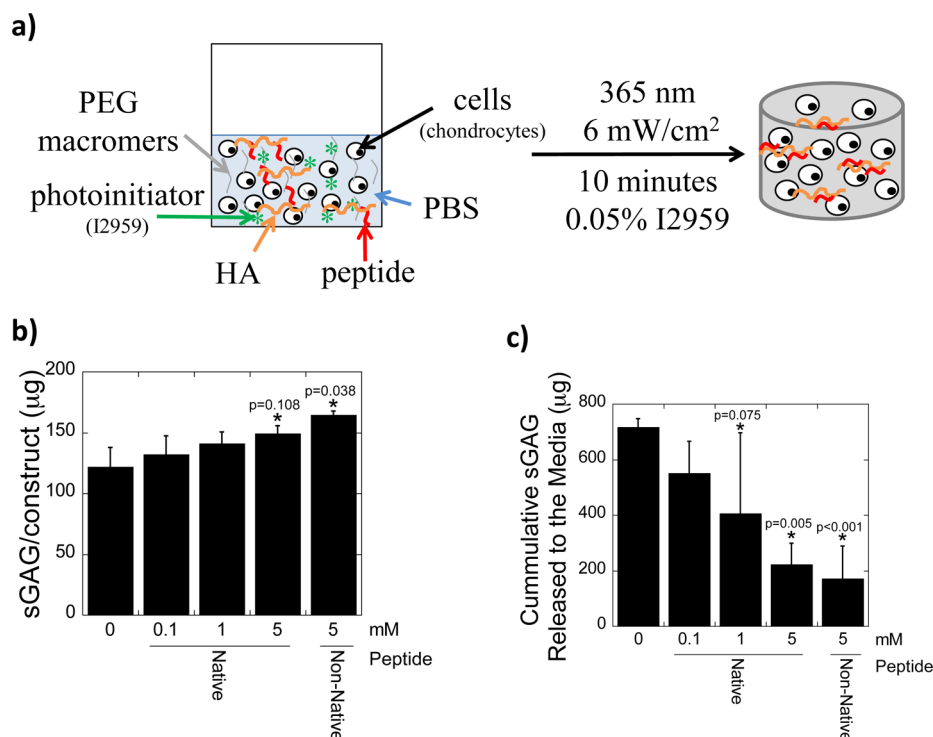 a)
PEG
macromers
photoinitiator
(I2959)
HA
peptide
PBS
cells
(chondrocytes)
365 nm
6 mW/cm²
10 minutes
0.05% I2959
b)
sGAG/construct (μg)
200
150
100
50
0
p=0.108
*
p=0.038
*
0 0.1 1 5 5 mM
Peptide
Native
Non-Native
c)
Cummulative sGAG
Released to the Media (μg)
800
600
400
200
0
p=0.075
*
p=0.005
*
p<0.001
*
0 0.1 1 5 5 mM
Peptide
Native
Non-Native